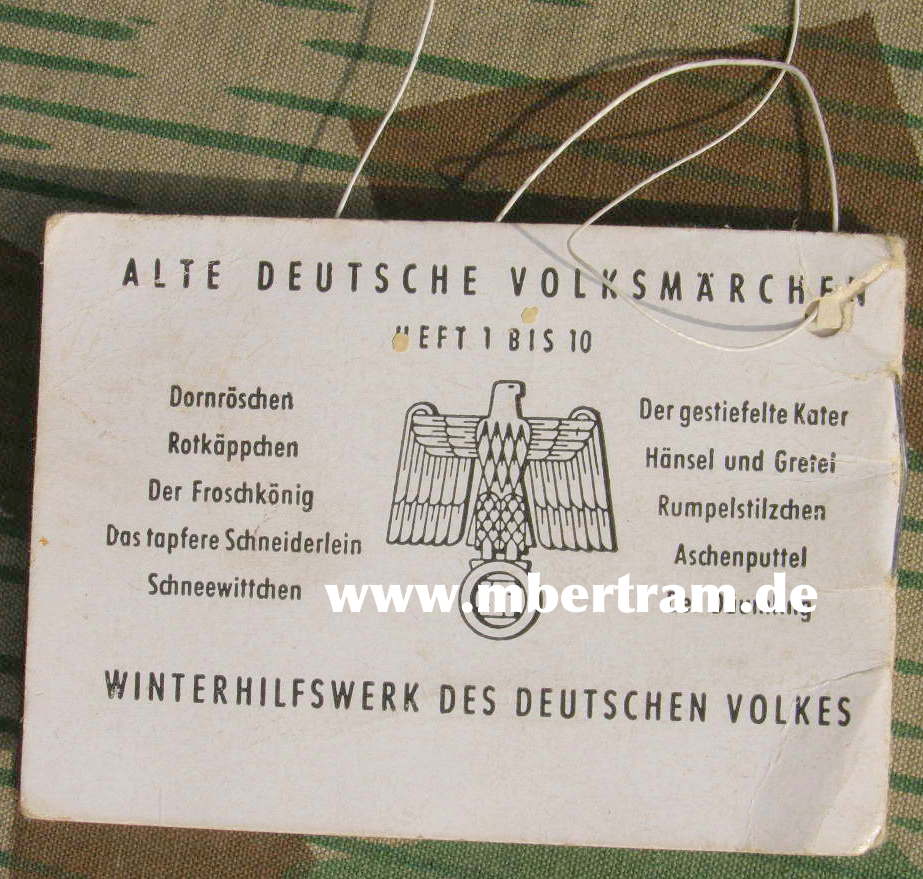 ALTE DEUTSCHE VOLKSMÄRCHEN
HEFT 1 BIS 10
Dornröschen
Rotkäppchen
Der Froschkönig
Das tapfere Schneiderlein
Schneewittchen
Der gestiefelte Kater
Hänsel und Gretel
Rumpelstilzchen
Aschenputtel
www.mbertram.de
WINTERHILFSWERK DES DEUTSCHEN VOLKES